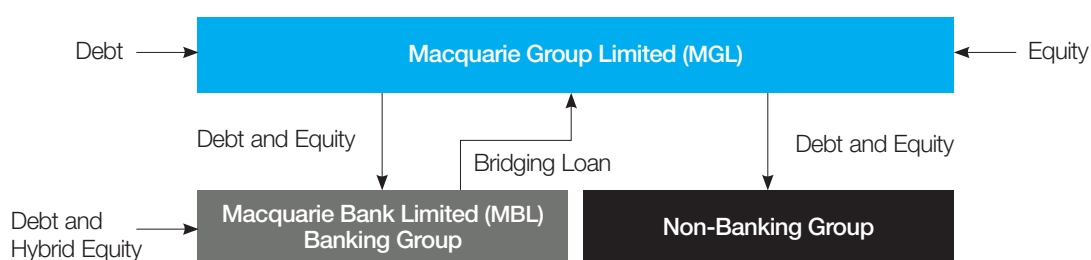 Debt
Macquarie Group Limited (MGL)
Equity
Debt and Equity
Bridging Loan
Debt and Equity
Debt and
Hybrid Equity
Macquarie Bank Limited (MBL)
Banking Group
Non-Banking Group